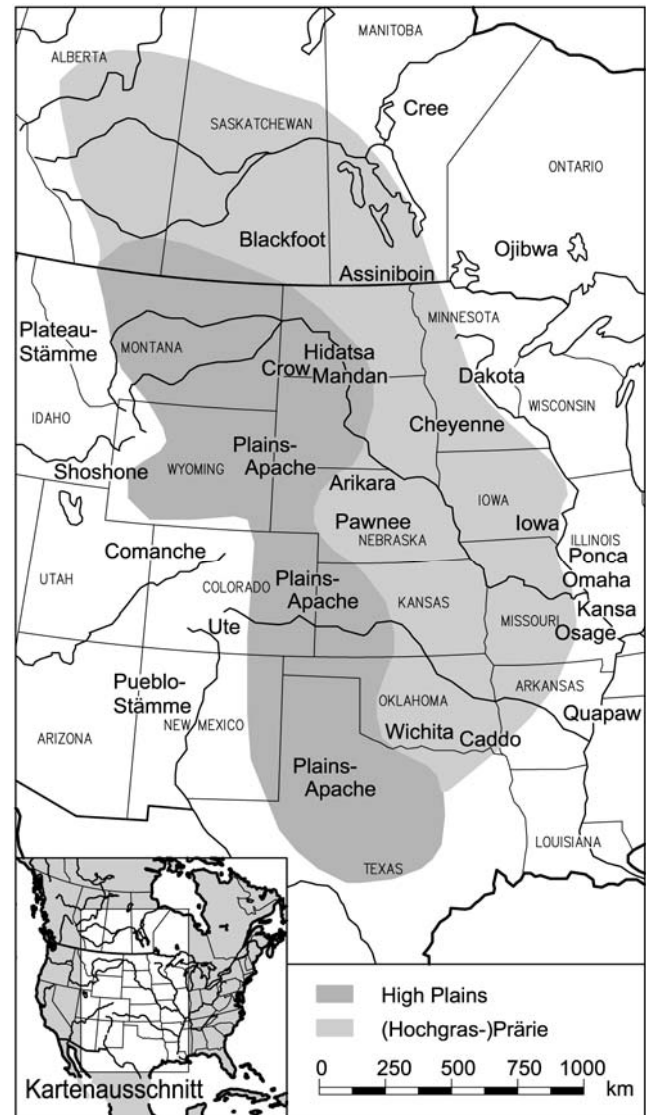 MANITOBA
ALBERTA
Cree
SASKATCHEWAN
ONTARIO
Blackfoot
Ojibwa
Assiniboin
MINNESOTA
Plateau-
Stämme
MONTANA
Hidatsa
Crow
Mandan
Dakota
WISCONSIN
IDAHO
Cheyenne
Plains-
Apache
Shoshone
WYOMING
Arikara
IOWA
Pawnee
Iowa
NEBRASKA
ILLINOIS
Comanche
Ponca
UTAH
COLORADO
Plains-
Apache
Omaha
KANSAS
Kansa
MISSOURI
Osage
Ute
Pueblo-
Stämme
OKLAHOMA
ARKANSAS
NEW MEXICO
Quapaw
ARIZONA
Wichita
Caddo
Plains-
Apache
LOUISIANA
TEXAS
High Plains
(Hochgras-)Prärie
Kartenausschnitt
0 250 500 750 1000
km